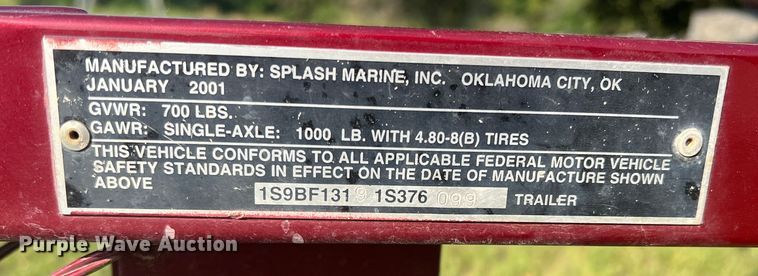 MANUFACTURED BY: SPLASH MARINE, INC. OKLAHOMA CITY, OK
JANUARY 2001
GVWR: 700 LBS.
GAWR: SINGLE-AXLE: 1000 LB. WITH 4.80-8(B) TIRES
THIS VEHICLE CONFORMS TO ALL APPLICABLE FEDERAL MOTOR VEHICLE
SAFETY STANDARDS IN EFFECT ON THE DATE OF MANUFACTURE SHOWN
ABOVE 1S9BF131 9 1S376 099 TRAILER
Purple Wave Auction